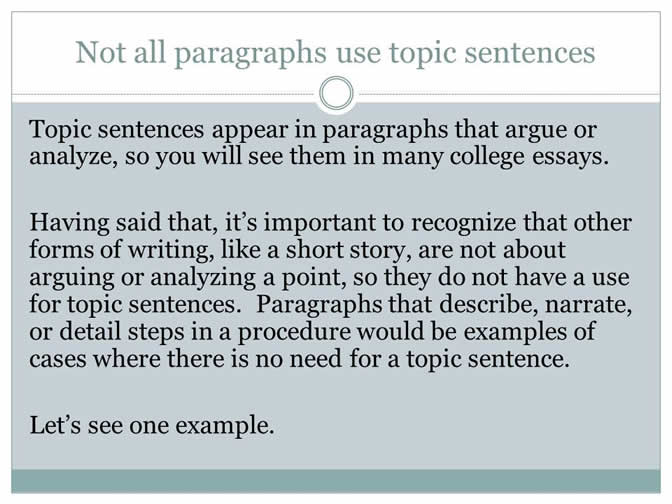 Not all paragraphs use topic sentences
Topic sentences appear in paragraphs that argue or
analyze, so you will see them in many college essays.
Having said that, it’s important to recognize that other
forms of writing, like a short story, are not about
arguing or analyzing a point, so they do not have a use
for topic sentences.  Paragraphs that describe, narrate,
or detail steps in a procedure would be examples of
cases where there is no need for a topic sentence.
Let’s see one example.